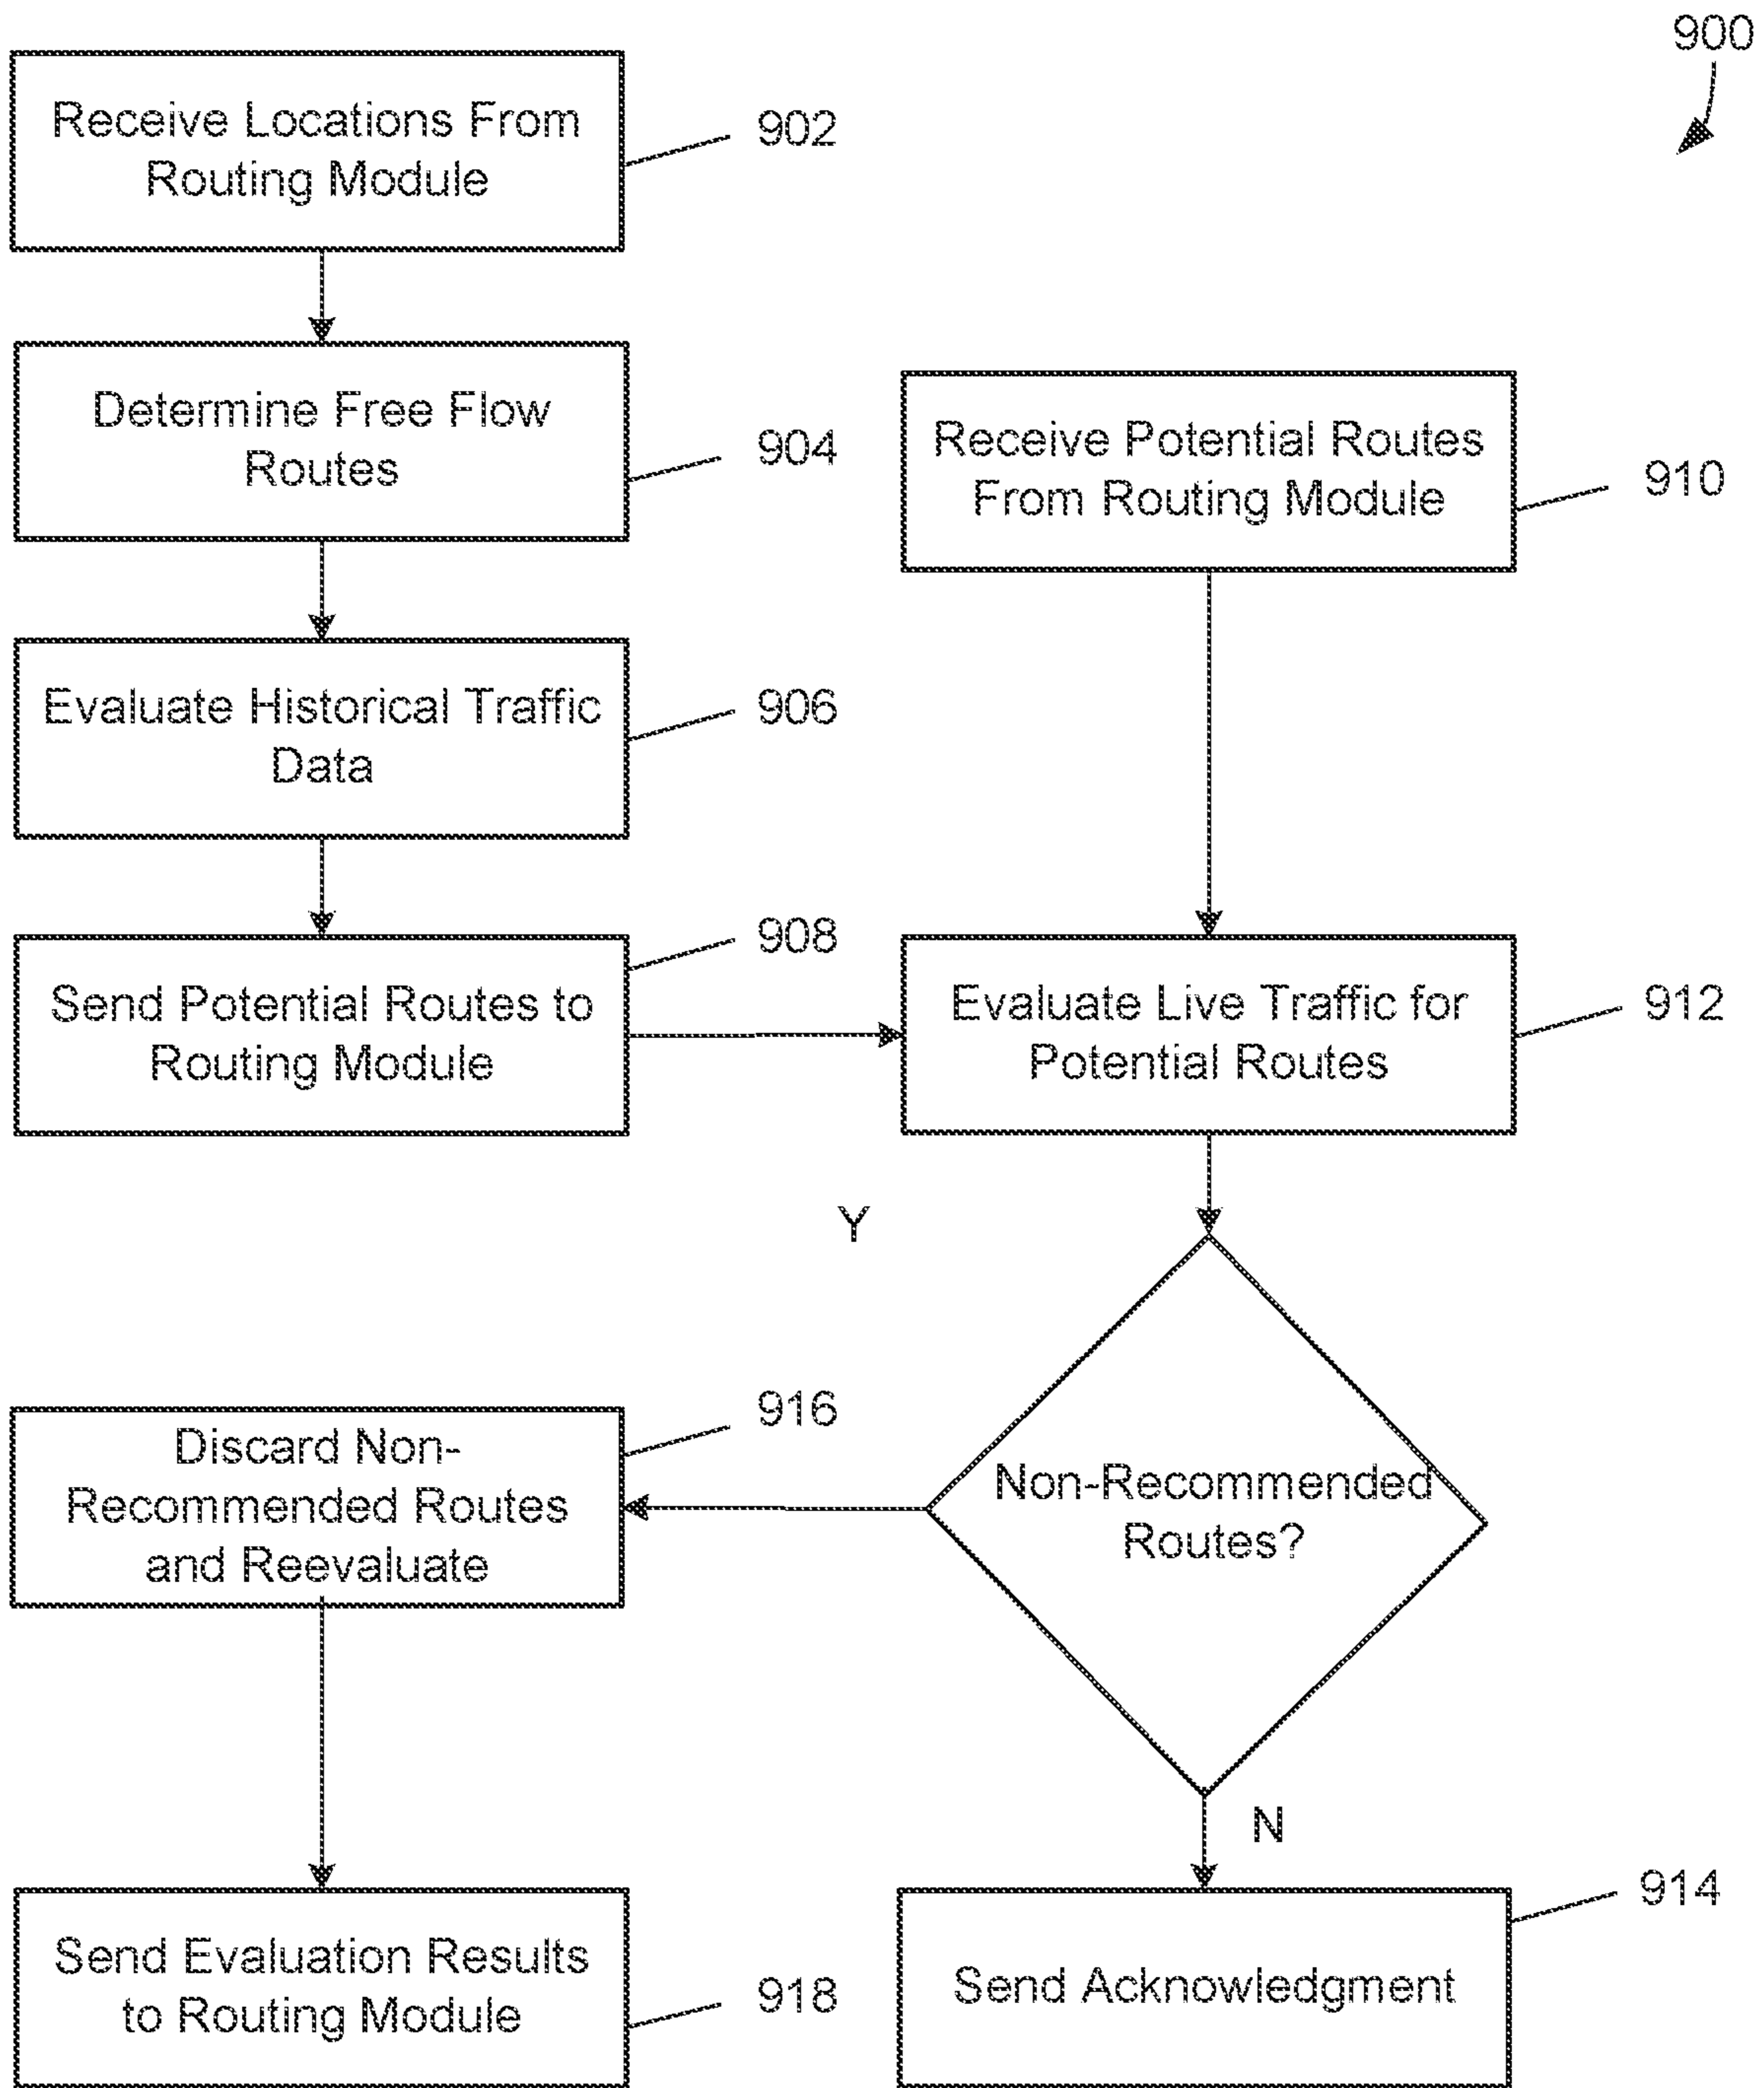 900
Receive Locations From
Routing Module
902
Determine Free Flow
Routes
904
Receive Potential Routes
From Routing Module
910
Evaluate Historical Traffic
Data
906
908
Send Potential Routes to
Routing Module
Evaluate Live Traffic for
Potential Routes
912
Y
916
Discard Non-
Recommended Routes
and Reevaluate
Non-Recommended
Routes?
N
914
Send Evaluation Results
to Routing Module
918
Send Acknowledgment